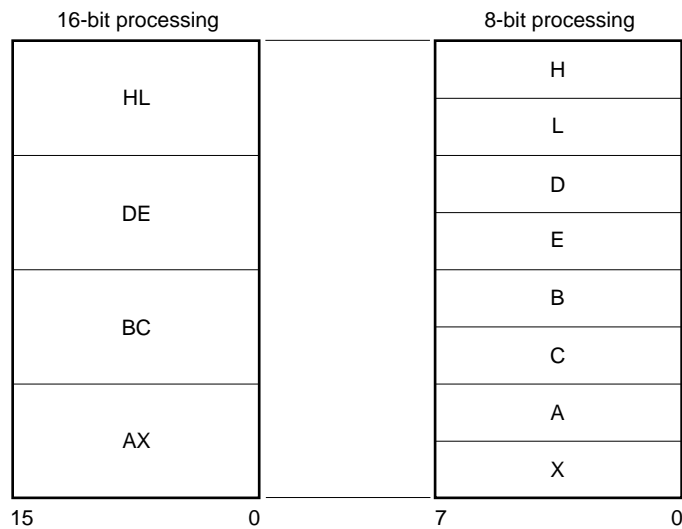 16-bit processing
8-bit processing
HL
H
L
DE
D
E
BC
B
C
AX
A
X
15
0
7
0